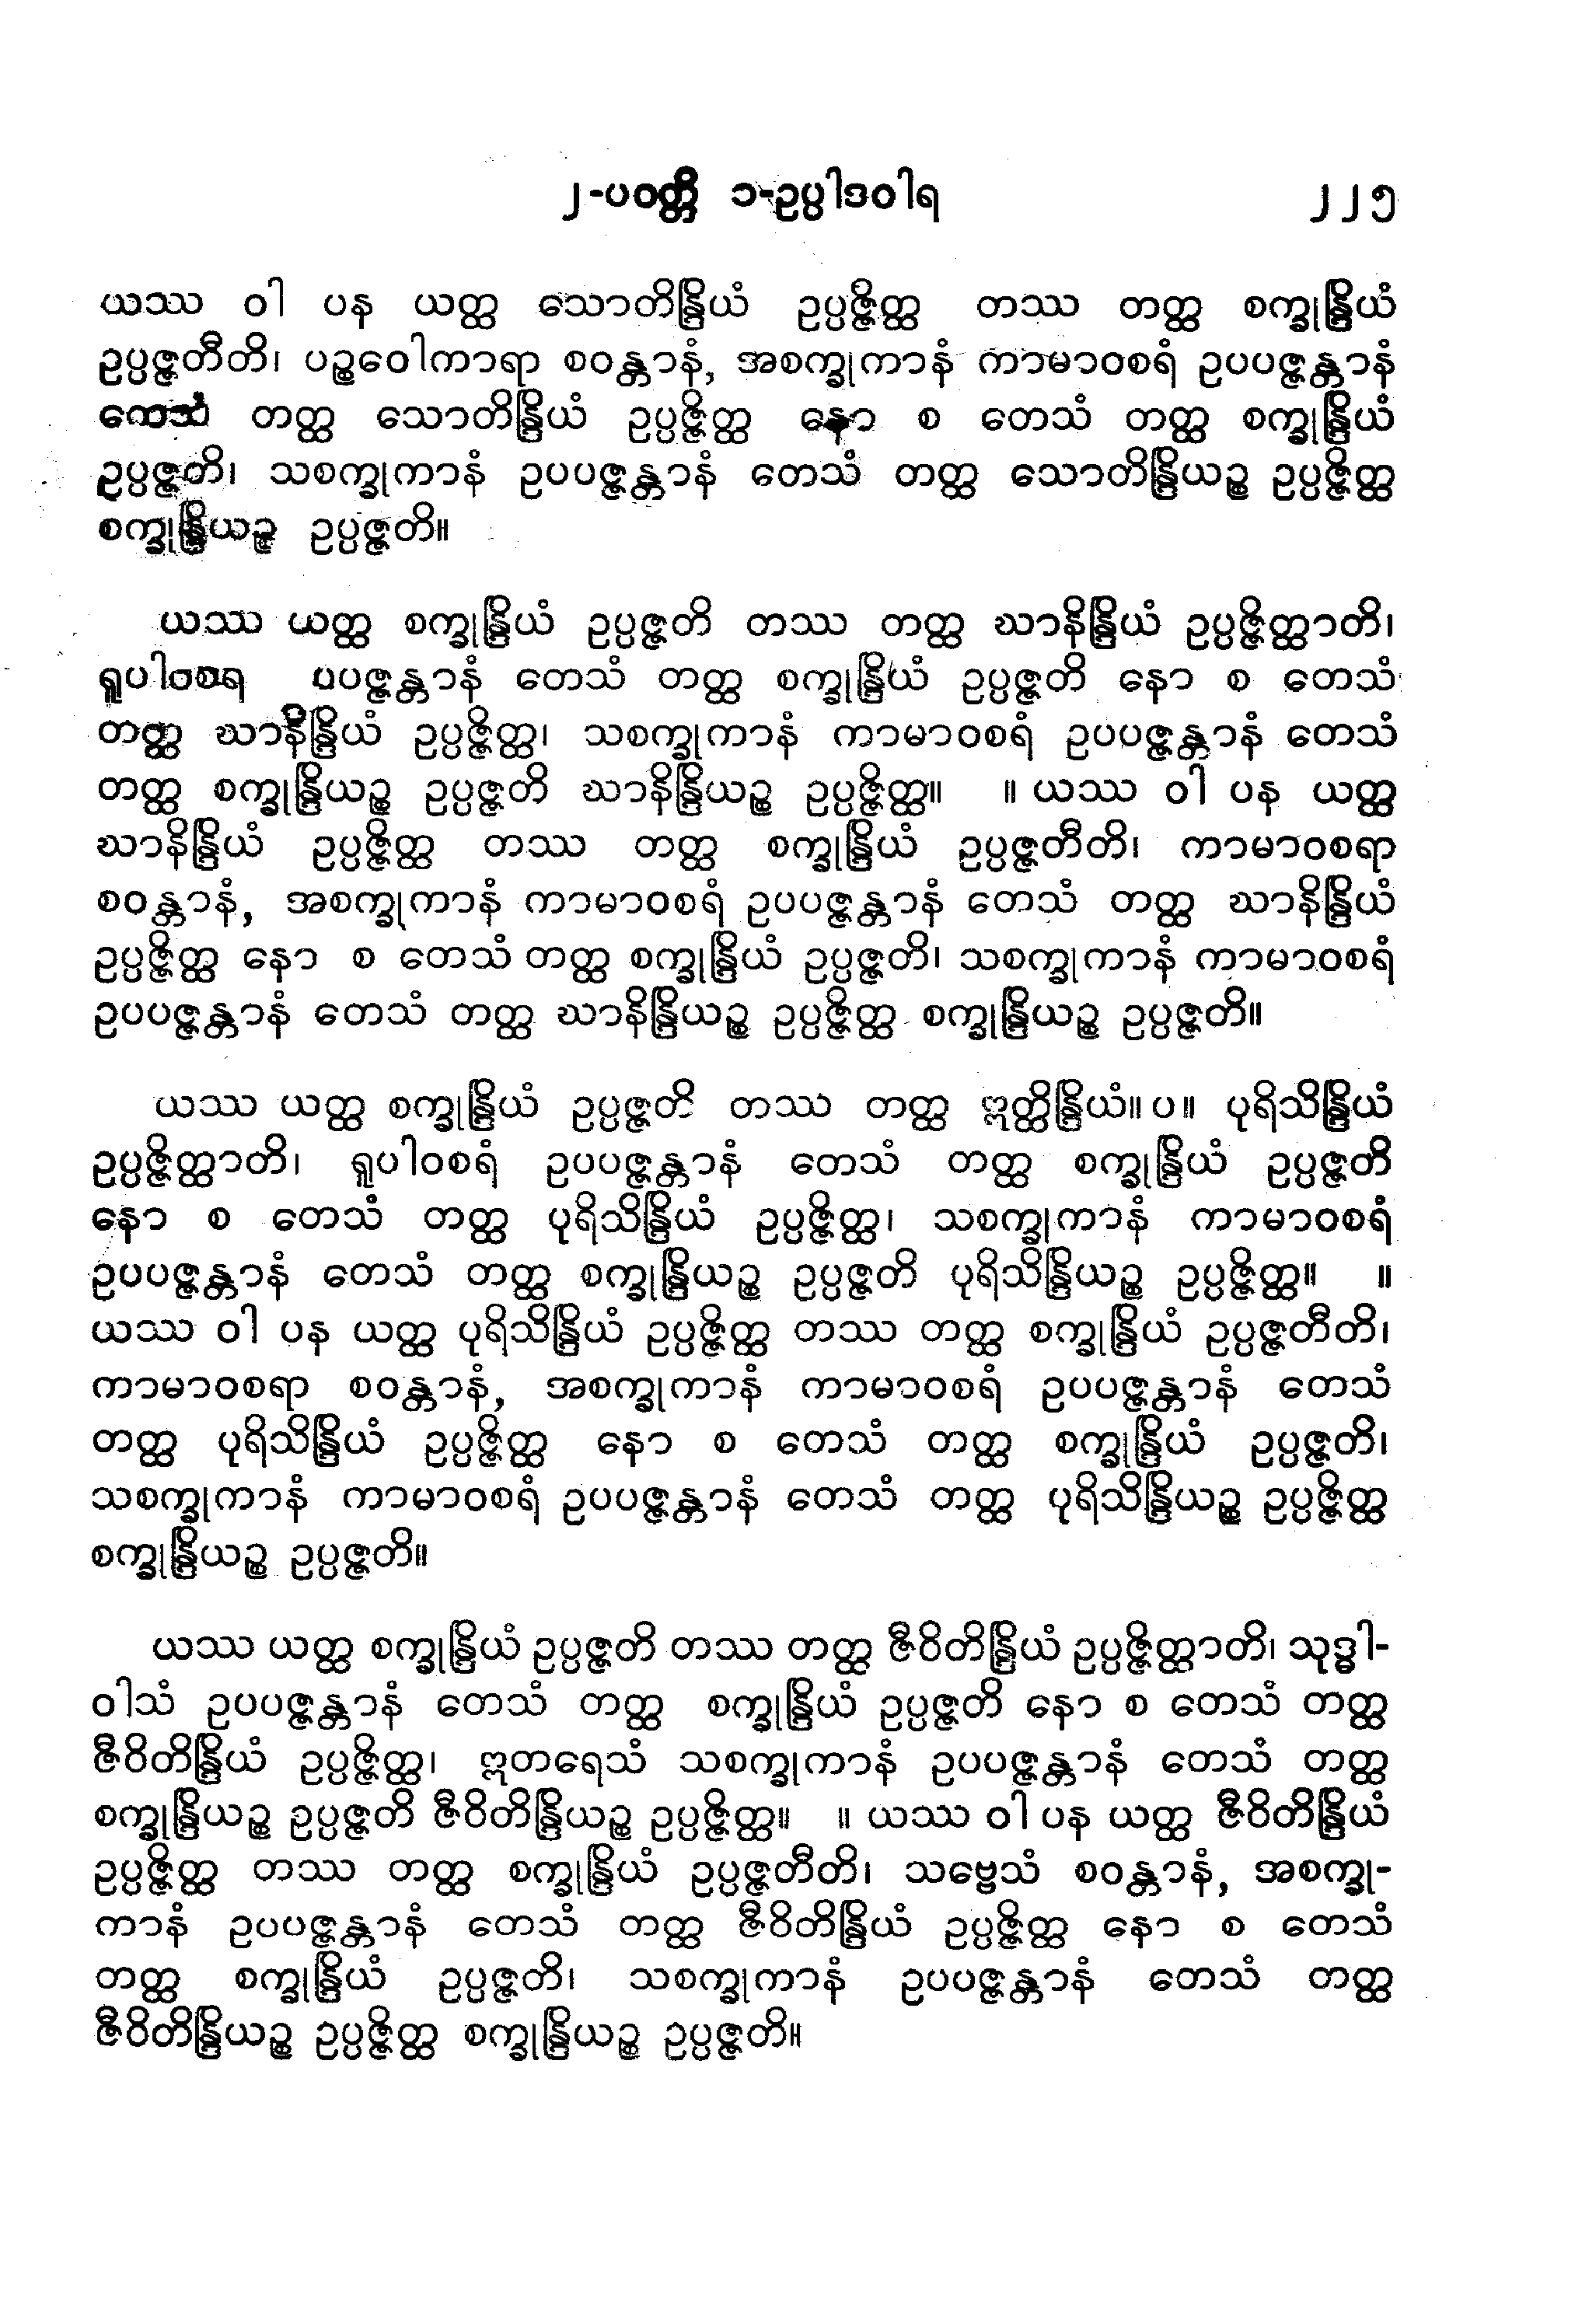 ၂-ပဝတ္တိ ၁-ဥပ္ပါဒဝါရ ၂၂၅
ယဿ ဝါ ပန ယတ္ထ သောတိန္ဒြိယံ ဥပ္ပဇ္ဇိတ္ထ တဿ တတ္ထ စက္ခုန္ဒြိယံ
ဥပ္ပဇ္ဇတီတိ၊ ပဉ္စဝေါကာရာ စဝန္တာနံ, အစက္ခုကာနံ ကာမာဝစရံ ဥပပဇ္ဇန္တာနံ
တေသံ တတ္ထ သောတိန္ဒြိယံ ဥပ္ပဇ္ဇိတ္ထ နော စ တေသံ တတ္ထ စက္ခုန္ဒြိယံ
ဥပ္ပဇ္ဇတိ၊ သစက္ခုကာနံ ဥပပဇ္ဇန္တာနံ တေသံ တတ္ထ သောတိန္ဒြိယဉ္စ ဥပ္ပဇ္ဇိတ္ထ
စက္ခုန္ဒြိယဉ္စ ဥပ္ပဇ္ဇတိ။
ယဿ ယတ္ထ စက္ခုန္ဒြိယံ ဥပ္ပဇ္ဇတိ တဿ တတ္ထ ဃာနိန္ဒြိယံ ဥပ္ပဇ္ဇိတ္ထာတိ၊
ရူပါဝစရ ပပဇ္ဇန္တာနံ တေသံ တတ္ထ စက္ခုန္ဒြိယံ ဥပ္ပဇ္ဇတိ နော စ တေသံ
တတ္ထ ဃာနိန္ဒြိယံ ဥပ္ပဇ္ဇိတ္ထ၊ သစက္ခုကာနံ ကာမာဝစရံ ဥပပဇ္ဇန္တာနံ တေသံ
တတ္ထ စက္ခုန္ဒြိယဉ္စ ဥပ္ပဇ္ဇတိ ဃာနိန္ဒြိယဉ္စ ဥပ္ပဇ္ဇိတ္ထ။ ။ ယဿ ဝါ ပန ယတ္ထ
ဃာနိန္ဒြိယံ ဥပ္ပဇ္ဇိတ္ထ တဿ တတ္ထ စက္ခုန္ဒြိယံ ဥပ္ပဇ္ဇတီတိ၊ ကာမာဝစရာ
စဝန္တာနံ, အစက္ခုကာနံ ကာမာဝစရံ ဥပပဇ္ဇန္တာနံ တေသံ တတ္ထ ဃာနိန္ဒြိယံ
ဥပ္ပဇ္ဇိတ္ထ နော စ တေသံ တတ္ထ စက္ခုန္ဒြိယံ ဥပ္ပဇ္ဇတိ၊ သစက္ခုကာနံ ကာမာဝစရံ
ဥပပဇ္ဇန္တာနံ တေသံ တတ္ထ ဃာနိန္ဒြိယဉ္စ ဥပ္ပဇ္ဇိတ္ထ စက္ခုန္ဒြိယဉ္စ ဥပ္ပဇ္ဇတိ။
ယဿ ယတ္ထ စက္ခုန္ဒြိယံ ဥပ္ပဇ္ဇတိ တဿ တတ္ထ ဣတ္ထိန္ဒြိယံ။ ပ။ ပုရိသိန္ဒြိယံ
ဥပ္ပဇ္ဇိတ္ထာတိ၊ ရူပါဝစရံ ဥပပဇ္ဇန္တာနံ တေသံ တတ္ထ စက္ခုန္ဒြိယံ ဥပ္ပဇ္ဇတိ
နော စ တေသံ တတ္ထ ပုရိသိန္ဒြိယံ ဥပ္ပဇ္ဇိတ္ထ၊ သစက္ခုကာနံ ကာမာဝစရံ
ဥပပဇ္ဇန္တာနံ တေသံ တတ္ထ စက္ခုန္ဒြိယဉ္စ ဥပ္ပဇ္ဇတိ ပုရိသိန္ဒြိယဉ္စ ဥပ္ပဇ္ဇိတ္ထ။ ။
ယဿ ဝါ ပန ယတ္ထ ပုရိသိန္ဒြိယံ ဥပ္ပဇ္ဇိတ္ထ တဿ တတ္ထ စက္ခုန္ဒြိယံ ဥပ္ပဇ္ဇတီတိ၊
ကာမာဝစရာ စဝန္တာနံ, အစက္ခုကာနံ ကာမာဝစရံ ဥပပဇ္ဇန္တာနံ တေသံ
တတ္ထ ပုရိသိန္ဒြိယံ ဥပ္ပဇ္ဇိတ္ထ နော စ တေသံ တတ္ထ စက္ခုန္ဒြိယံ ဥပ္ပဇ္ဇတိ၊
သစက္ခုကာနံ ကာမာဝစရံ ဥပပဇ္ဇန္တာနံ တေသံ တတ္ထ ပုရိသိန္ဒြိယဉ္စ ဥပ္ပဇ္ဇိတ္ထ
စက္ခုန္ဒြိယဉ္စ ဥပ္ပဇ္ဇတိ။
ယဿ ယတ္ထ စက္ခုန္ဒြိယံ ဥပ္ပဇ္ဇတိ တဿ တတ္ထ ဇီဝိတိန္ဒြိယံ ဥပ္ပဇ္ဇိတ္ထာတိ၊ သုဒ္ဓါ-
ဝါသံ ဥပပဇ္ဇန္တာနံ တေသံ တတ္ထ စက္ခုန္ဒြိယံ ဥပ္ပဇ္ဇတိ နော စ တေသံ တတ္ထ
ဇီဝိတိန္ဒြိယံ ဥပ္ပဇ္ဇိတ္ထ၊ ဣတရေသံ သစက္ခုကာနံ ဥပပဇ္ဇန္တာနံ တေသံ တတ္ထ
စက္ခုန္ဒြိယဉ္စ ဥပ္ပဇ္ဇတိ ဇီဝိတိန္ဒြိယဉ္စ ဥပ္ပဇ္ဇိတ္ထ။ ။ ယဿ ဝါ ပန ယတ္ထ ဇီဝိတိန္ဒြိယံ
ဥပ္ပဇ္ဇိတ္ထ တဿ တတ္ထ စက္ခုန္ဒြိယံ ဥပ္ပဇ္ဇတီတိ၊ သဗ္ဗေသံ စဝန္တာနံ, အစက္ခု-
ကာနံ ဥပပဇ္ဇန္တာနံ တေသံ တတ္ထ ဇီဝိတိန္ဒြိယံ ဥပ္ပဇ္ဇိတ္ထ နော စ တေသံ
တတ္ထ စက္ခုန္ဒြိယံ ဥပ္ပဇ္ဇတိ၊ သစက္ခုကာနံ ဥပပဇ္ဇန္တာနံ တေသံ တတ္ထ
ဇီဝိတိန္ဒြိယဉ္စ ဥပ္ပဇ္ဇိတ္ထ စက္ခုန္ဒြိယဉ္စ ဥပ္ပဇ္ဇတိ။